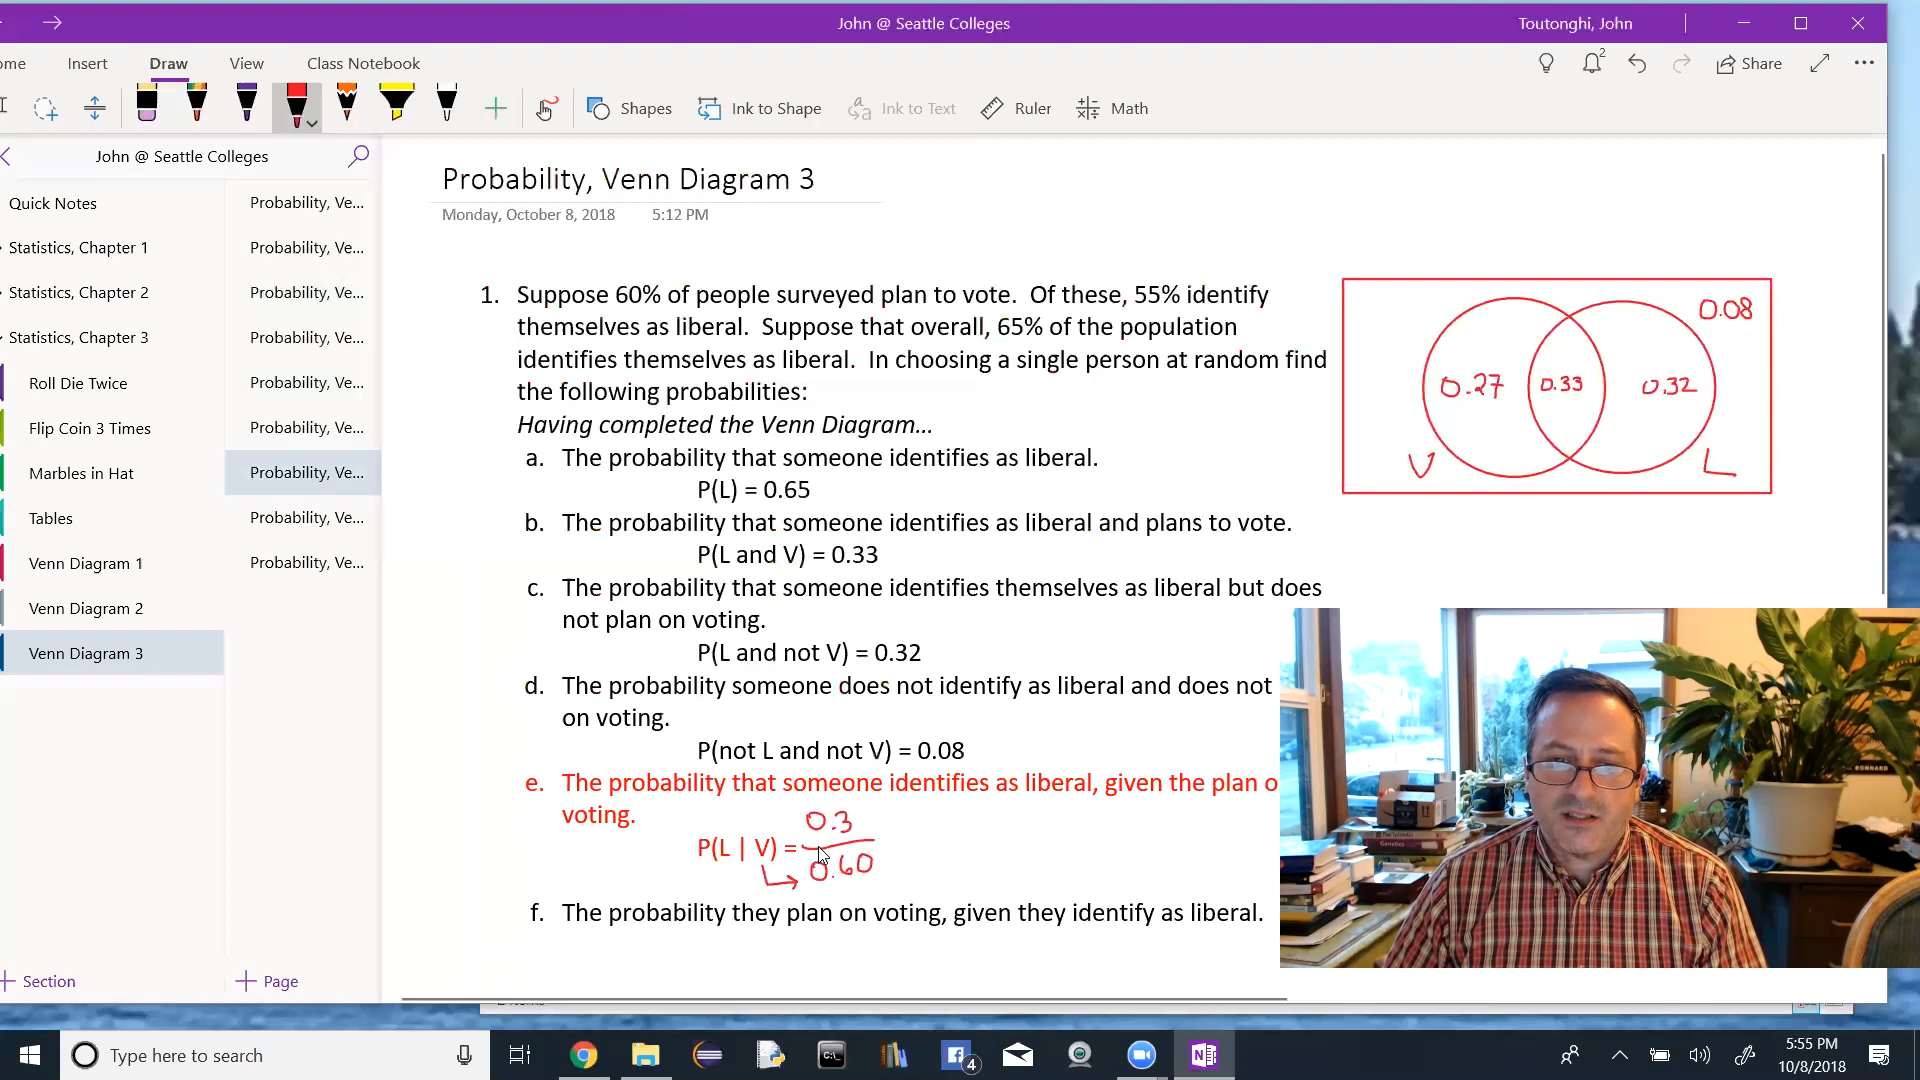 John @ Seattle Colleges
Toutonghi, John
ome Insert Draw View Class Notebook
2
Share
Shapes
Ink to Shape
Ink to Text
Ruler
Math
John @ Seattle Colleges
Quick Notes
Statistics, Chapter 1
Statistics, Chapter 2
Statistics, Chapter 3
Roll Die Twice
Flip Coin 3 Times
Marbles in Hat
Tables
Venn Diagram 1
Venn Diagram 2
Venn Diagram 3
Section
Probability, Ve...
Probability, Ve...
Probability, Ve...
Probability, Ve...
Probability, Ve...
Probability, Ve...
Probability, Ve...
Probability, Ve...
Probability, Ve...
Page
Probability, Venn Diagram 3
Monday, October 8, 2018 5:12 PM
1. Suppose 60% of people surveyed plan to vote. Of these, 55% identify
themselves as liberal. Suppose that overall, 65% of the population
identifies themselves as liberal. In choosing a single person at random find
the following probabilities:
Having completed the Venn Diagram...
a. The probability that someone identifies as liberal.
P(L) = 0.65
b. The probability that someone identifies as liberal and plans to vote.
P(L and V) = 0.33
c. The probability that someone identifies themselves as liberal but does
not plan on voting.
P(L and not V) = 0.32
d. The probability someone does not identify as liberal and does not
on voting.
P(not L and not V) = 0.08
e. The probability that someone identifies as liberal, given the plan o
voting.
0.3
P(L | V) =
0.60
f. The probability they plan on voting, given they identify as liberal.
0.08
0.27 0.33 0.32
V L
Type here to search
4
5:55 PM
10/8/2018